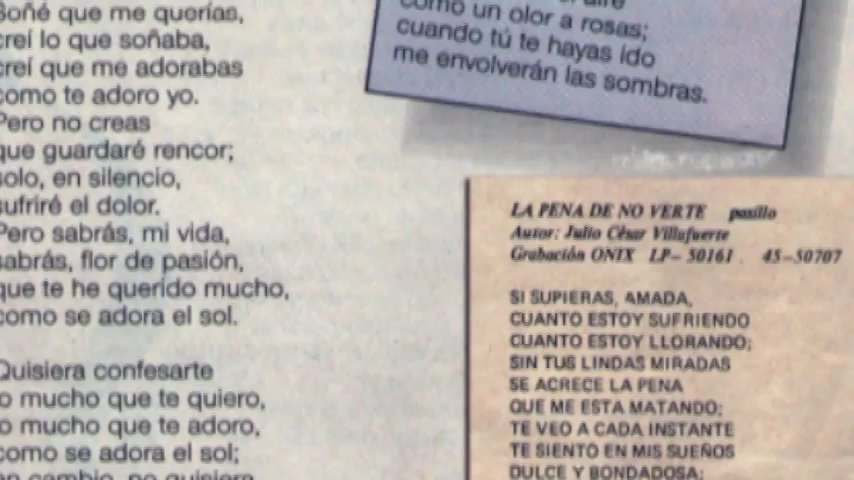 Soñé que me querías,
creí lo que soñaba,
creí que me adorabas
como te adoro yo.
Pero no creas
que guardaré rencor;
solo, en silencio,
sufriré el dolor.
Pero sabrás, mi vida,
sabrás, flor de pasión,
que te he querido mucho,
como se adora el sol.
Quisiera confesarte
lo mucho que te quiero,
lo mucho que te adoro,
como se adora el sol;
en cambio, no quisiera
como un olor a rosas;
cuando tú te hayas ido
me envolverán las sombras.
LA PENA DE NO VERTE pasillo
Autor: Julio César Villafuerte
Grabación ONIX LP- 50161. 45-50707
SI SUPIERAS, AMADA,
CUANTO ESTOY SUFRIENDO
CUANTO ESTOY LLORANDO;
SIN TUS LINDAS MIRADAS
SE ACRECE LA PENA
QUE ME ESTA MATANDO;
TE VEO A CADA INSTANTE
TE SIENTO EN MIS SUEÑOS
DULCE Y BONDADOSA;